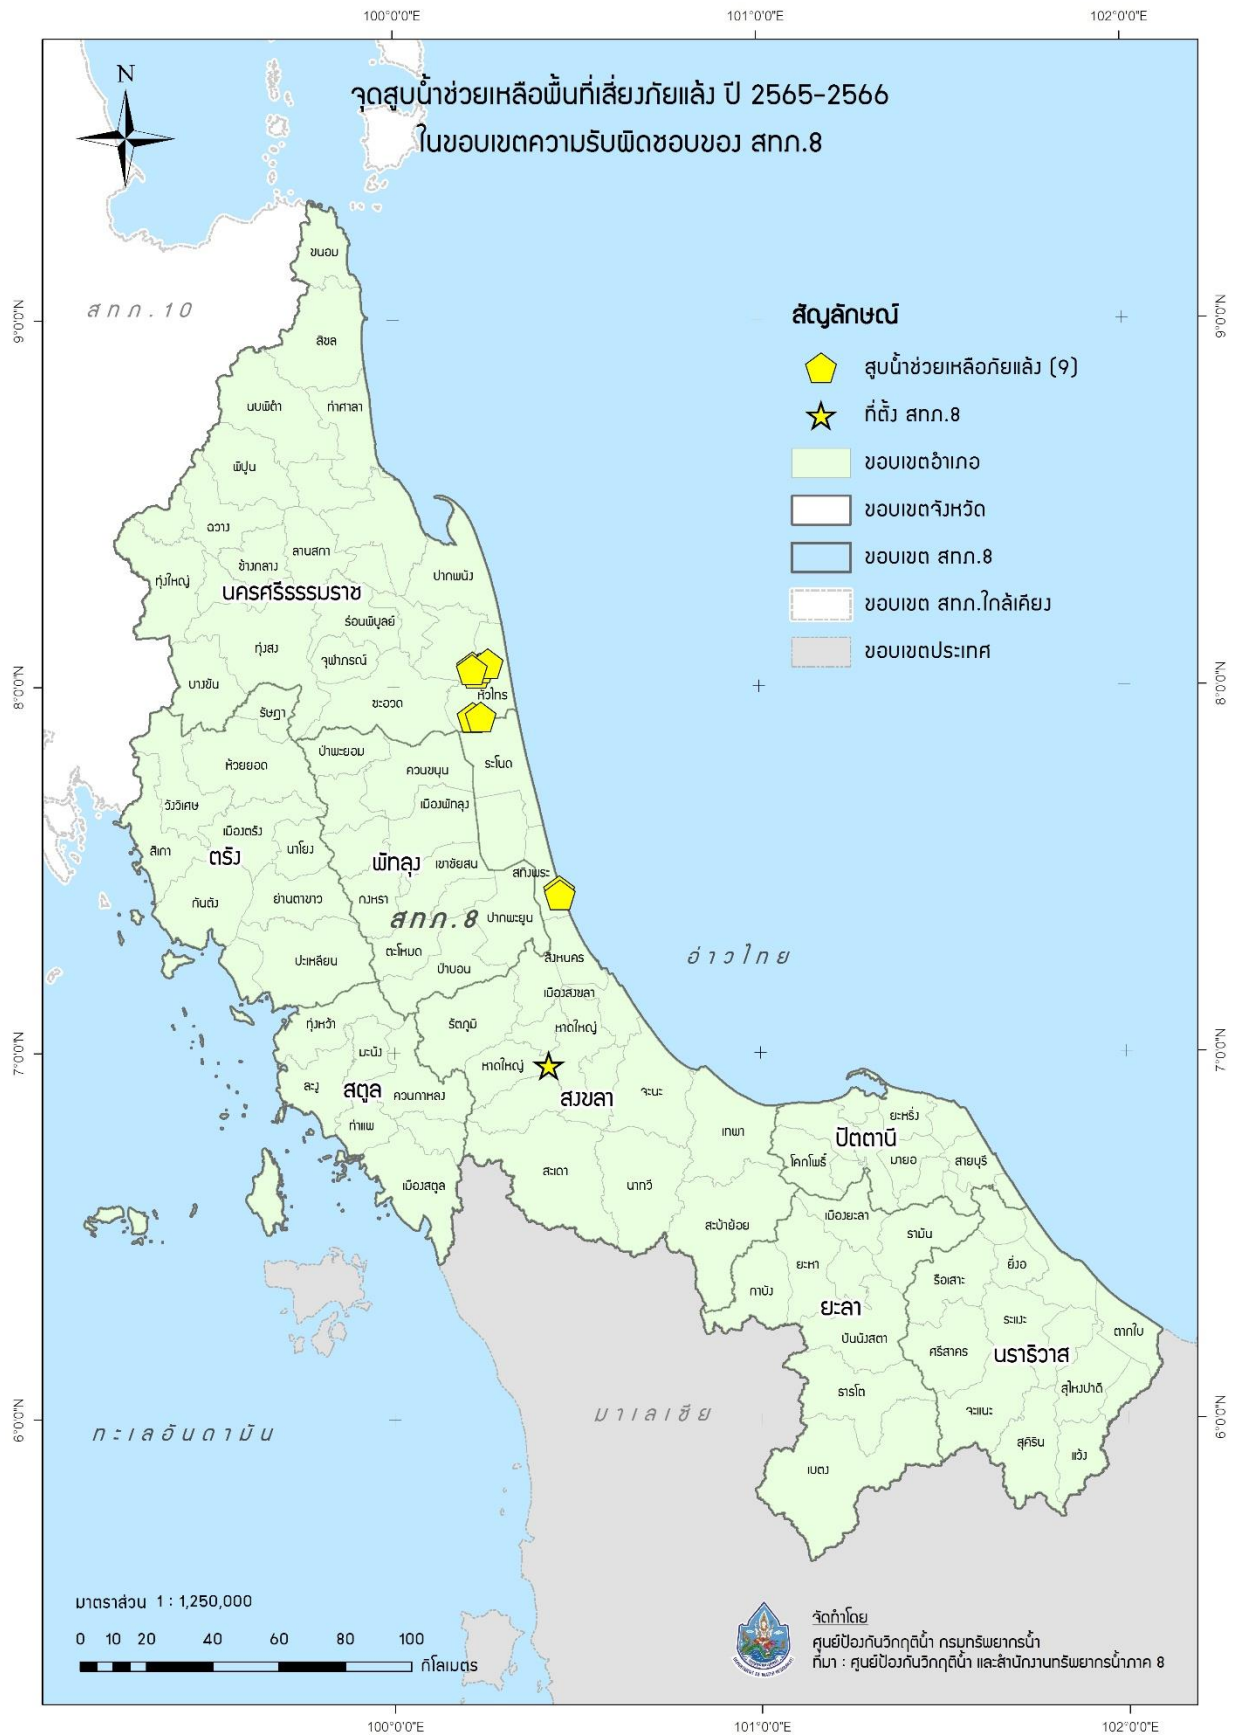 100°0'0"E
101°0'0"E
102°0'0"E
N
จุดสูบน้ำช่วยเหลือพื้นที่เสี่ยงภัยแล้ง ปี 2565-2566
ในขอบเขตความรับผิดชอบของ สทภ.8
ขนอม
สทภ.10
9°0'0"N
9°0'0"N
สัญลักษณ์
สูบน้ำช่วยเหลือภัยแล้ง (9)
ที่ตั้ง สทภ.8
ขอบเขตอำเภอ
ขอบเขตจังหวัด
ขอบเขต สทภ.8
ขอบเขต สทภ.ใกล้เคียง
ขอบเขตประเทศ
สิชล
นบพิตำ
ท่าศาลา
พิปูน
ฉวาง
ลานสกา
ช้างกลาง
ทุ่งใหญ่
ปากพนัง
นครศรีธรรมราช
ร่อนพิบูลย์
ทุ่งสง
จุฬาภรณ์
บางขัน
8°0'0"N
8°0'0"N
หัวไทร
ชะอวด
รัษฎา
ป่าพะยอม
ห้วยยอด
ควนขนุน
ระโนด
วังวิเศษ
เมืองพัทลุง
เมืองตรัง
สิเกา
ตรัง
นาโยง
พัทลุง
เขาชัยสน
สทิงพระ
กันตัง
ย่านตาขาว
กงหรา
สทภ.8
ปากพะยูน
ตะโหมด
ปะเหลียน
ป่าบอน
สิงหนคร
อ่าวไทย
เมืองสงขลา
ทุ่งหว้า
รัตภูมิ
หาดใหญ่
7°0'0"N
7°0'0"N
มะนัง
หาดใหญ่
ละงู
สตูล
ควนกาหลง
สงขลา
จะนะ
ท่าแพ
เทพา
ยะหริ่ง
ปัตตานี
โคกโพธิ์
มายอ
สายบุรี
เมืองสตูล
สะเดา
นาทวี
สะบ้าย้อย
เมืองยะลา
รามัน
ยะหา
ยี่งอ
รือเสาะ
กาบัง
ยะลา
ระแงะ
ตากใบ
บันนังสตา
ศรีสาคร
นราธิวาส
ธารโต
สุไหงปาดี
จะแนะ
มาเลเซีย
6°0'0"N
6°0'0"N
ทะเลอันดามัน
สุคิริน
แว้ง
เบตง
มาตราส่วน 1 : 1,250,000
0 10 20 40 60 80 100
กิโลเมตร
จัดทำโดย
ศูนย์ป้องกันวิกฤติน้ำ กรมทรัพยากรน้ำ
ที่มา : ศูนย์ป้องกันวิกฤติน้ำ และสำนักงานทรัพยากรน้ำภาค 8
100°0'0"E
101°0'0"E
102°0'0"E